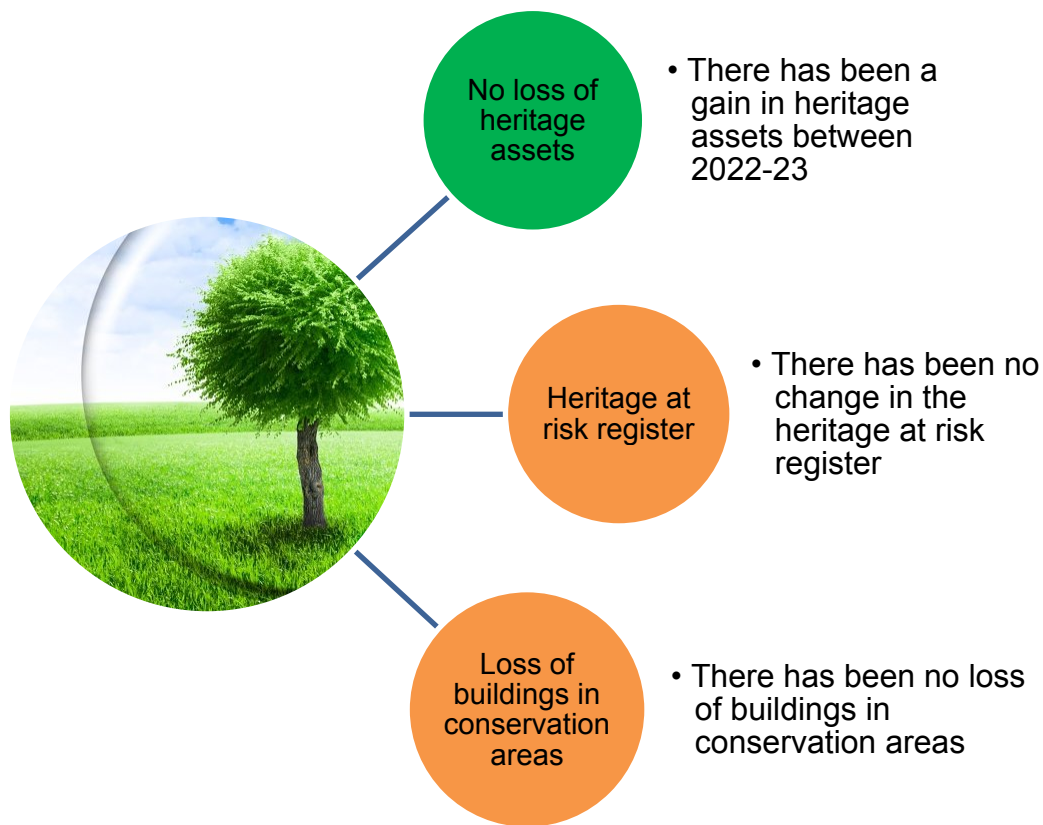 No loss of
heritage
assets
• There has been a
gain in heritage
assets between
2022-23
Heritage at
risk register
• There has been no
change in the
heritage at risk
register
Loss of
buildings in
conservation
areas
• There has been no loss
of buildings in
conservation areas